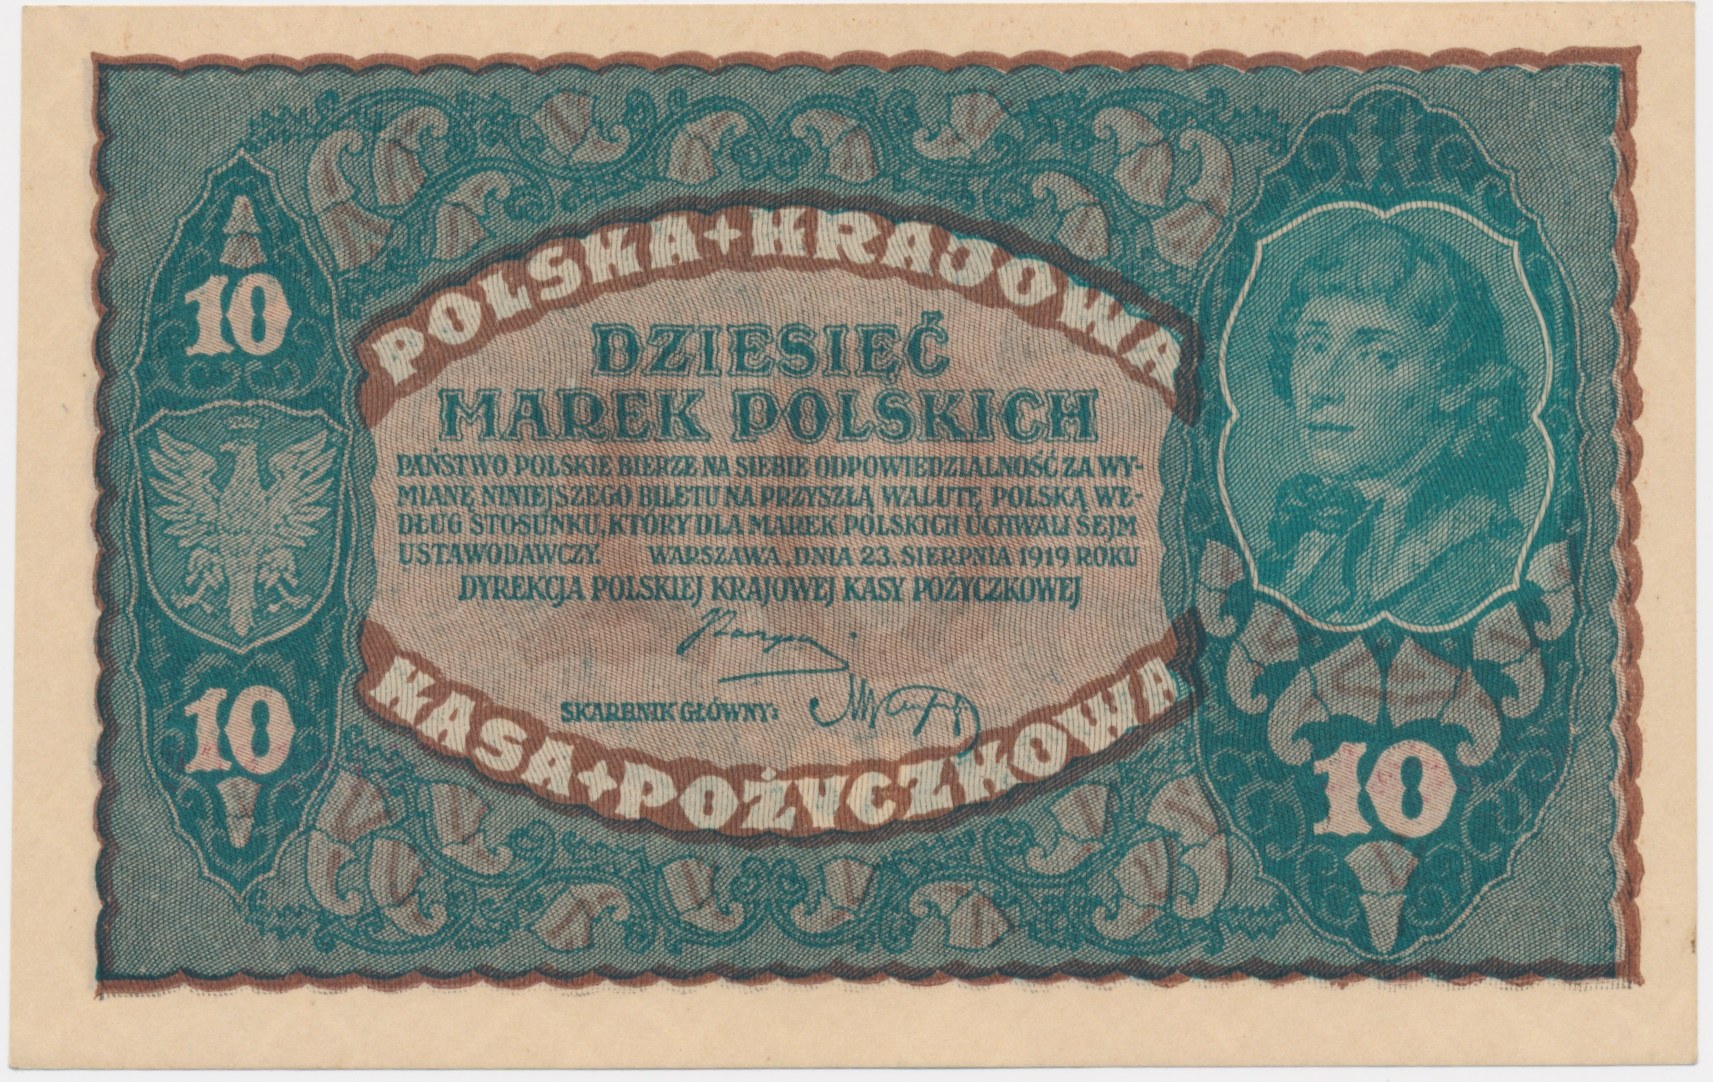 POLSKA + KRAJOWA
10
DZIESIĘĆ
MAREK POLSKICH
PAŃSTWO POLSKIE BIERZE NA SIEBIE ODPOWIEDZIALNOŚĆ ZA WY-
MIANĘ NINIEJSZEGO BILETU NA PRZYSZŁĄ WALUTĘ POLSKĄ WE-
DŁUG STOSUNKU, KTÓRY DLA MAREK POLSKICH UCHWALI SEJM
USTAWODAWCZY. WARSZAWA, DNIA 23. SIERPNIA 1919 ROKU
DYREKCJA POLSKIEJ KRAJOWEJ KASY POŻYCZKOWEJ
SKARBNIK GŁÓWNY:
10
10
KASA + POŻYCZKOWA